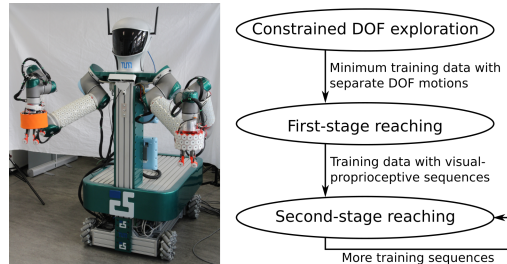 TUM
Constrained DOF exploration
Minimum training data with
separate DOF motions
First-stage reaching
Training data with visual-
proprioceptive sequences
Second-stage reaching
More training sequences